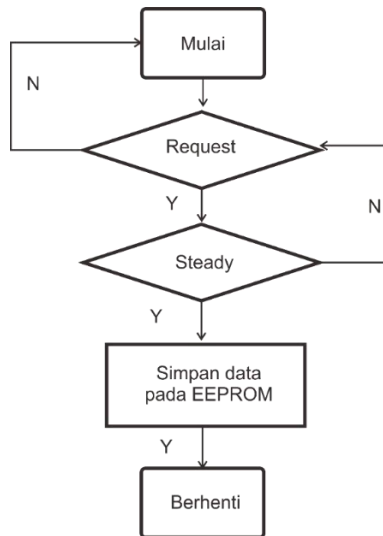 Mulai
N
Request
Y
N
Steady
Y
Simpan data
pada EEPROM
Y
Berhenti